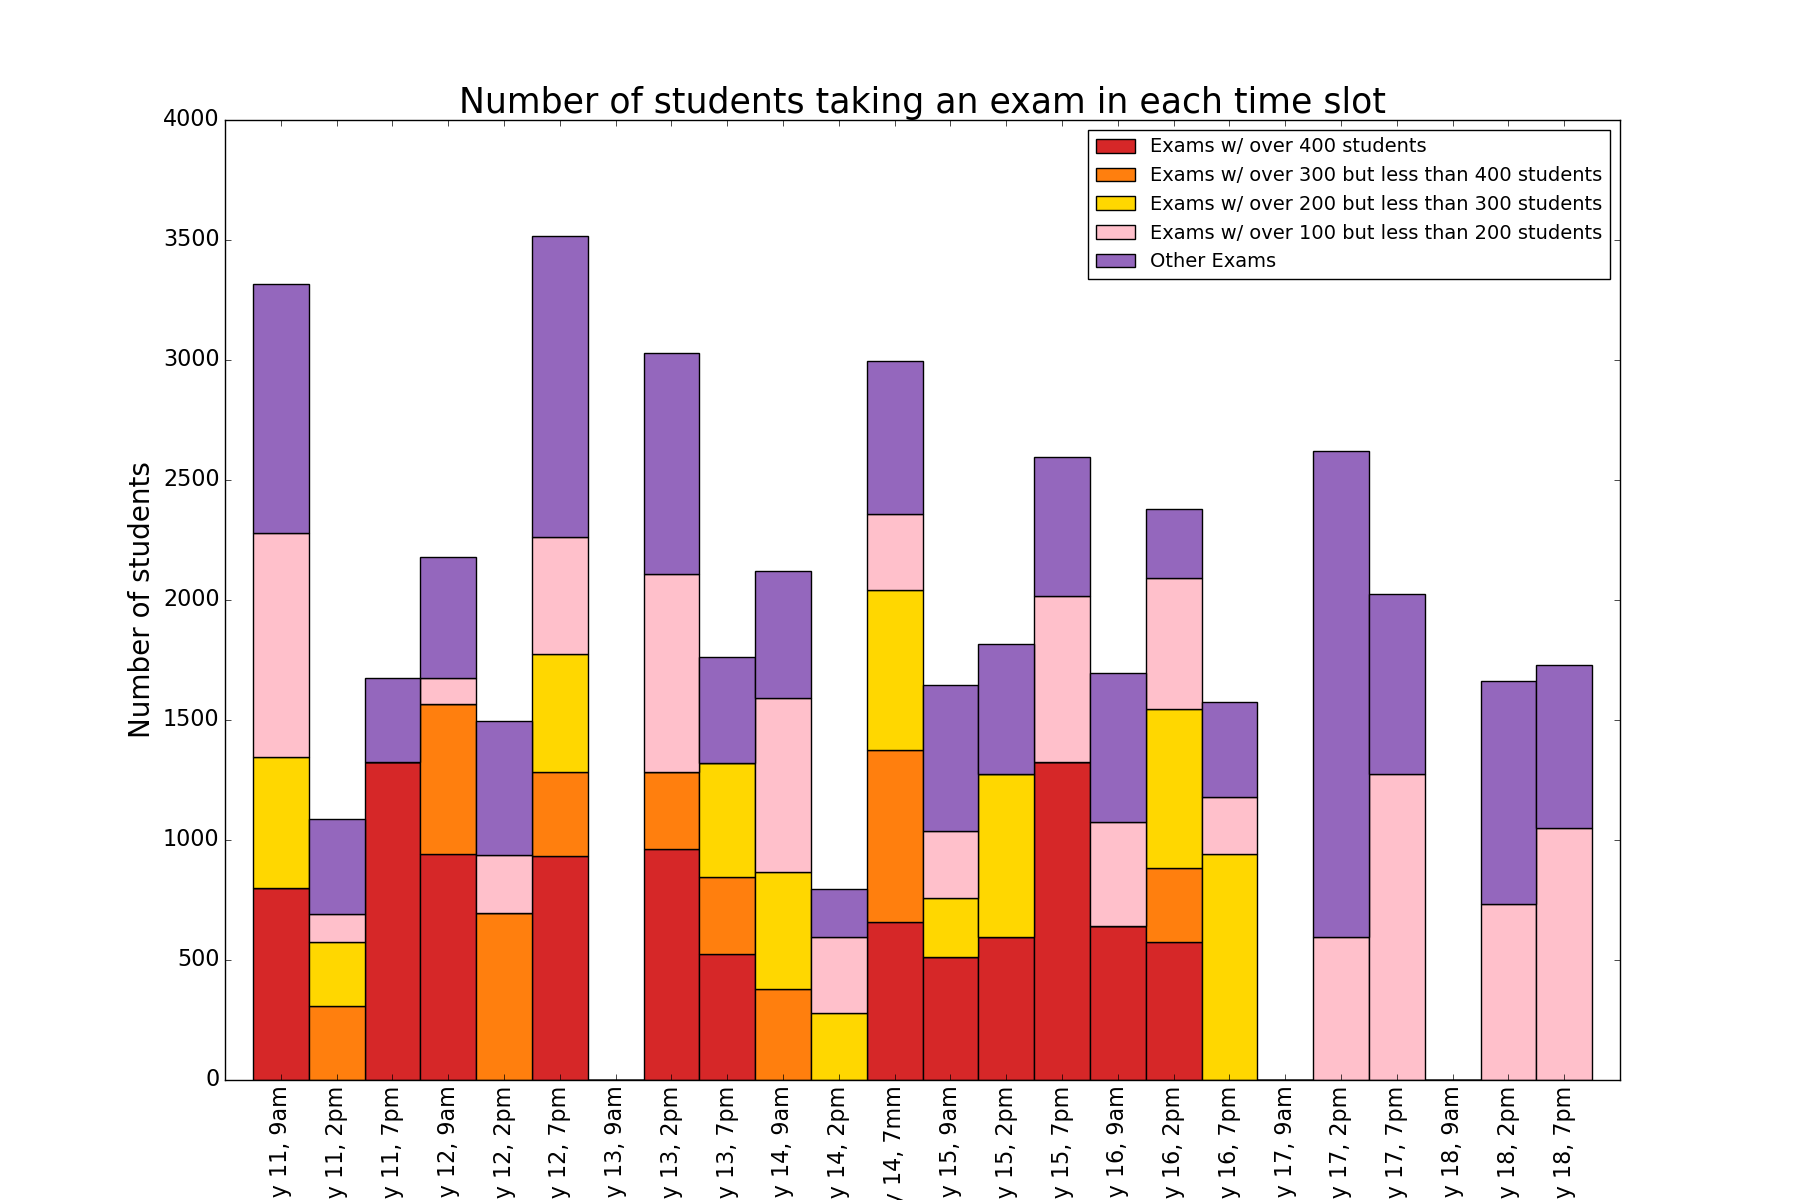 Number of students taking an exam in each time slot
Number of students
4000
3500
3000
2500
2000
1500
1000
500
0
Exams w/ over 400 students
Exams w/ over 300 but less than 400 students
Exams w/ over 200 but less than 300 students
Exams w/ over 100 but less than 200 students
Other Exams
y 11, 9am
y 11, 2pm
y 11, 7pm
y 12, 9am
y 12, 2pm
y 12, 7pm
y 13, 9am
y 13, 2pm
y 13, 7pm
y 14, 9am
y 14, 2pm
y 14, 7mm
y 15, 9am
y 15, 2pm
y 15, 7pm
y 16, 9am
y 16, 2pm
y 16, 7pm
y 17, 9am
y 17, 2pm
y 17, 7pm
y 18, 9am
y 18, 2pm
y 18, 7pm